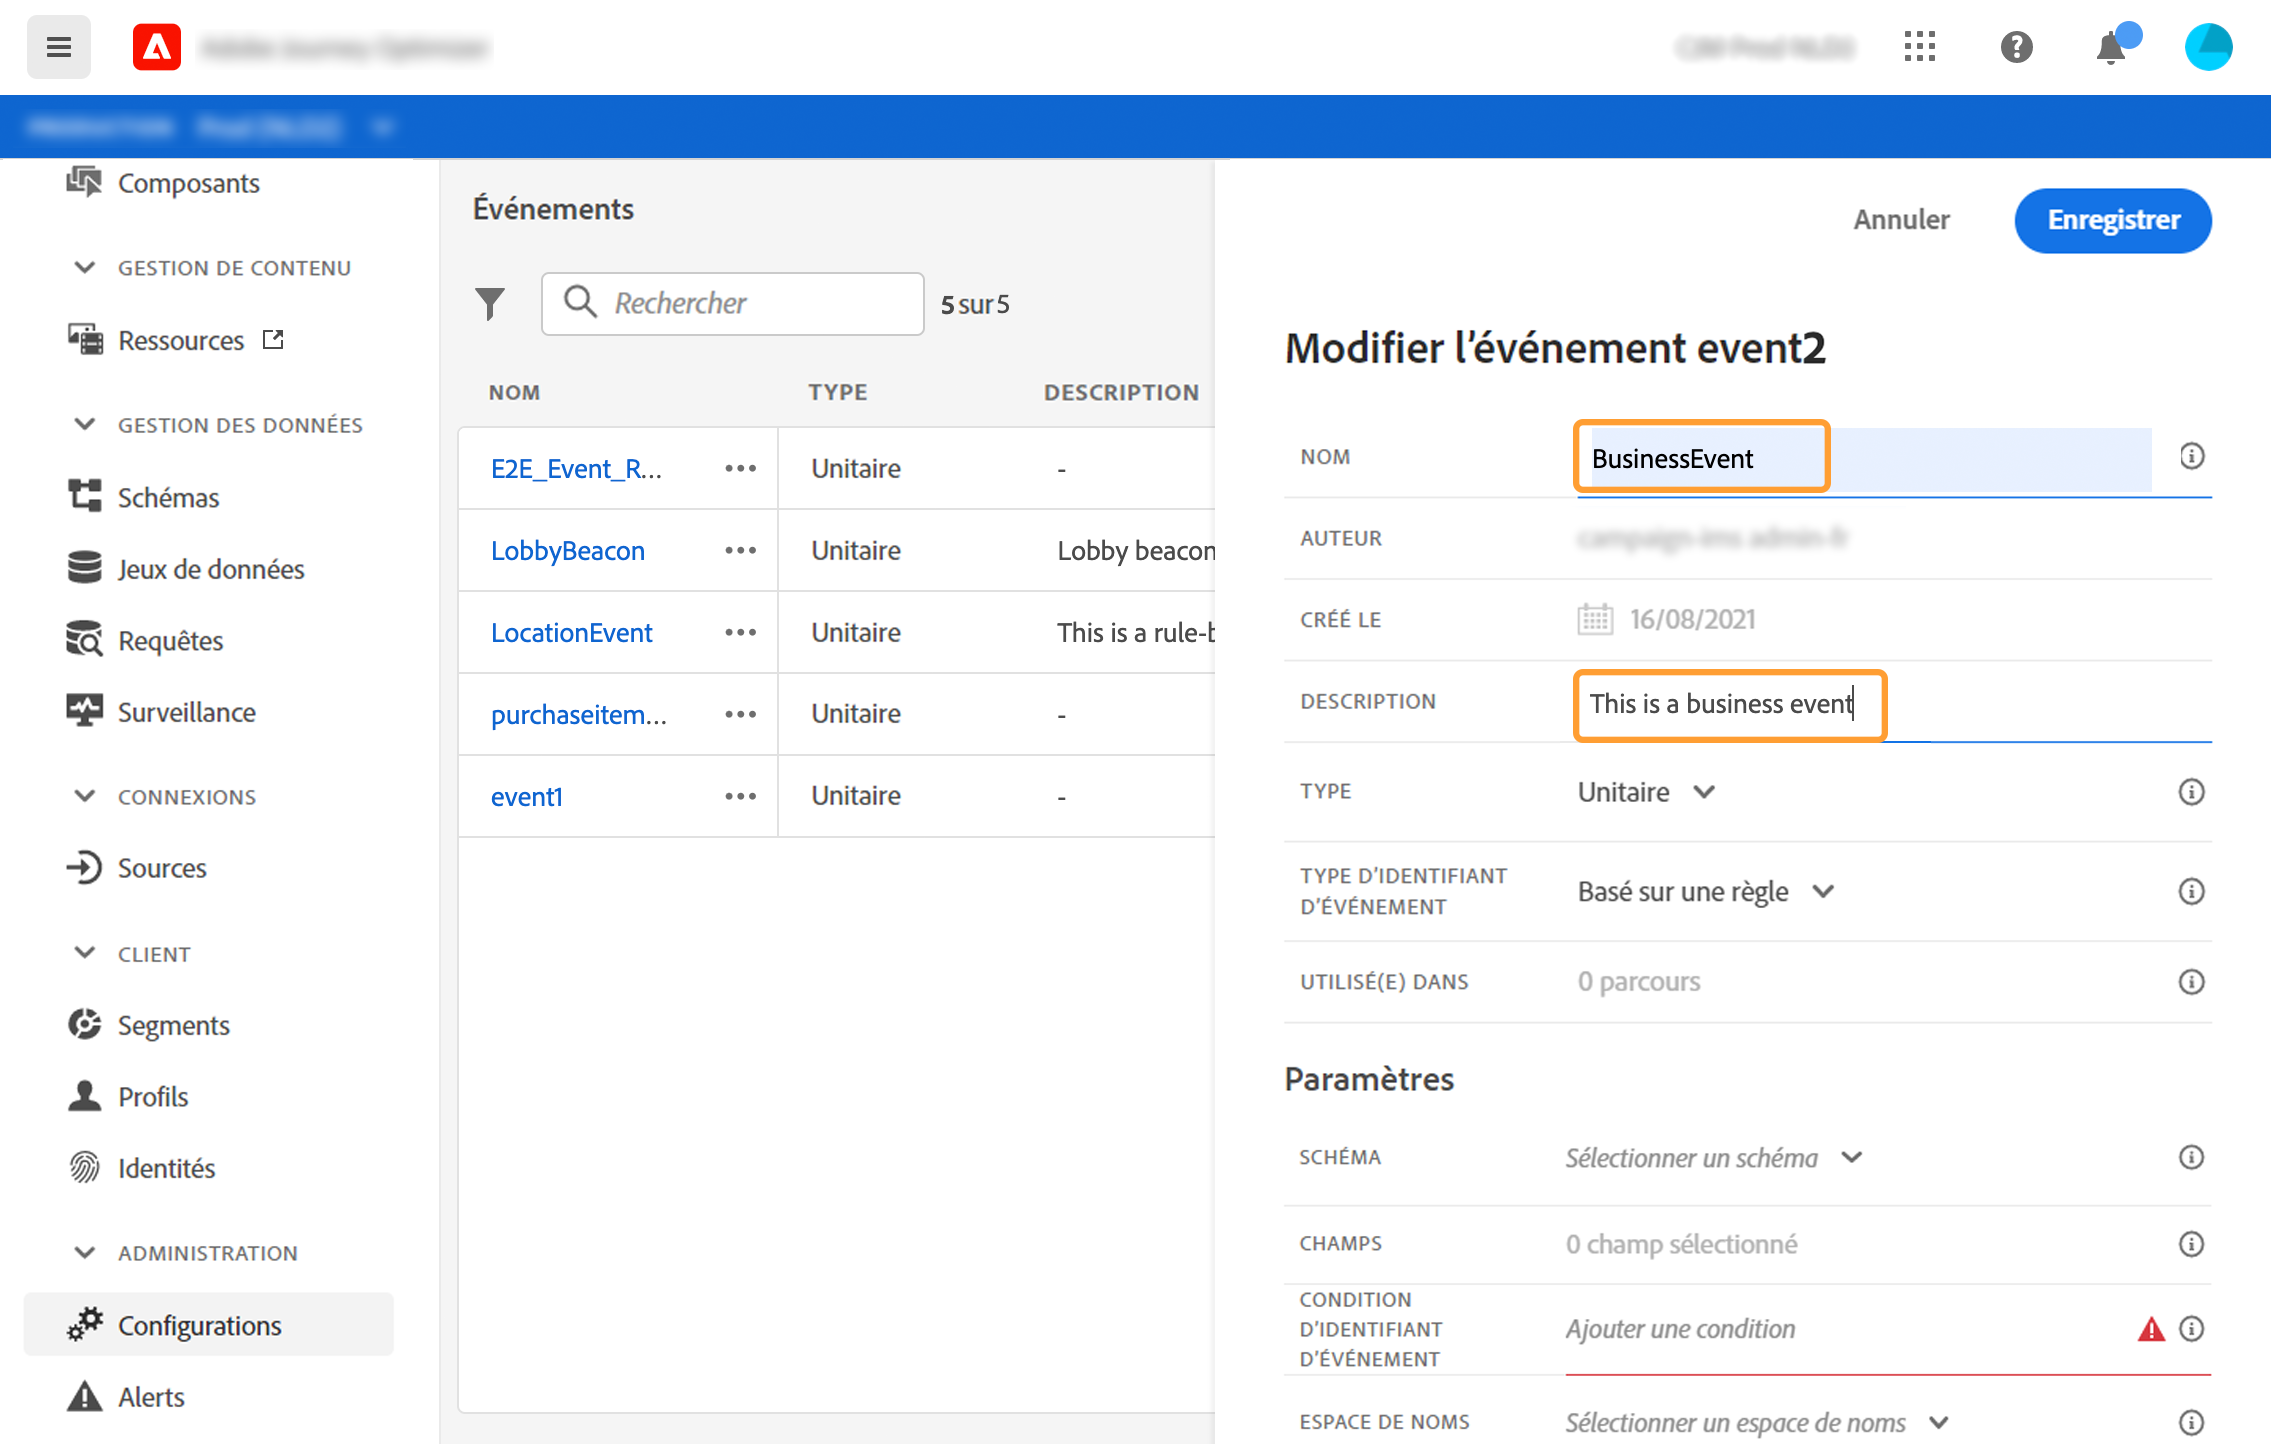 Composants
GESTION DE CONTENU
Ressources
GESTION DES DONNÉES
Schémas
Jeux de données
Requêtes
Surveillance
CONNEXIONS
Sources
CLIENT
Segments
Profils
Identités
ADMINISTRATION
Configurations
Alerts
Événements
Rechercher
5 sur 5
NOM TYPE DESCRIPTION
E2E_Event_R... Unitaire -
LobbyBeacon Unitaire Lobby beacon
LocationEvent Unitaire This is a rule-b
purchaseitem... Unitaire -
event1 Unitaire -
Annuler
Enregistrer
Modifier l’événement event2
NOM BusinessEvent
AUTEUR
CRÉÉ LE 16/08/2021
DESCRIPTION This is a business event
TYPE Unitaire
TYPE D’IDENTIFIANT
D’ÉVÉNEMENT
Basé sur une règle
UTILISÉ(E) DANS 0 parcours
Paramètres
SCHÉMA Sélectionner un schéma
CHAMPS 0 champ sélectionné
CONDITION
D’IDENTIFIANT
D’ÉVÉNEMENT
Ajouter une condition
ESPACE DE NOMS Sélectionner un espace de noms